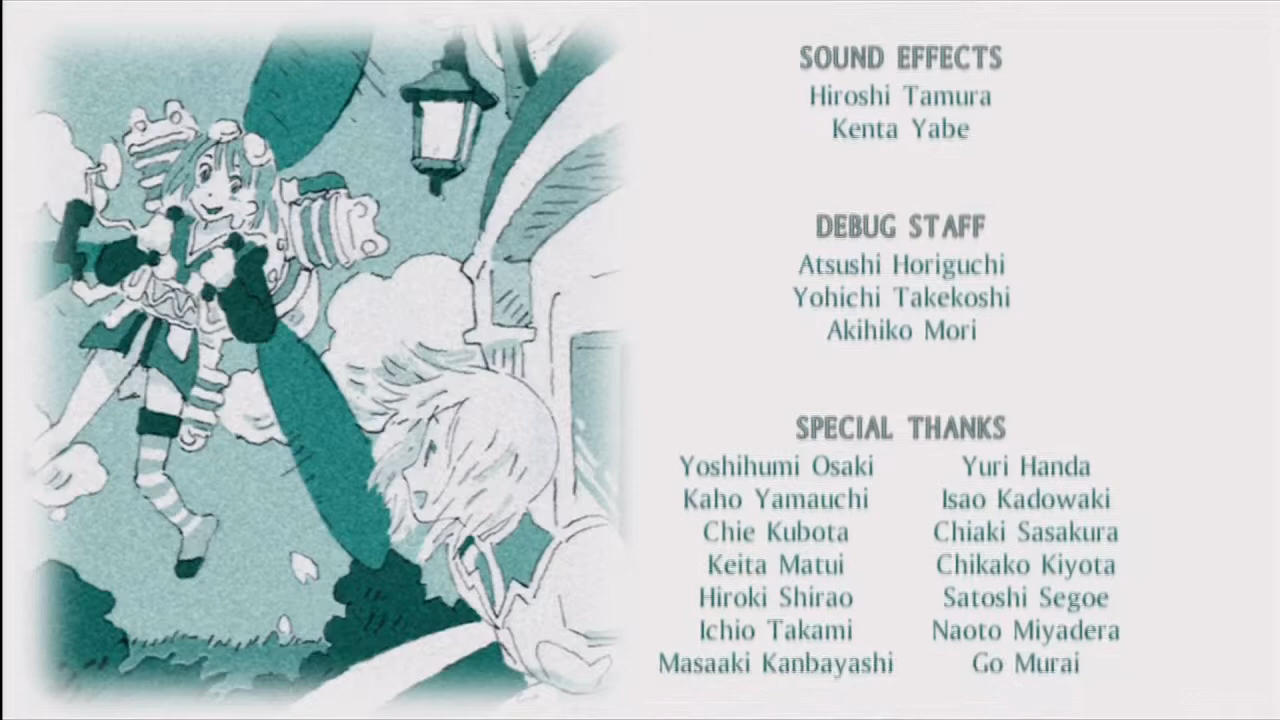 SOUND EFFECTS
Hiroshi Tamura
Kenta Yabe
DEBUG STAFF
Atsushi Horiguchi
Yohichi Takekoshi
Akihiko Mori
SPECIAL THANKS
Yoshihumi Osaki Yuri Handa
Kaho Yamauchi Isao Kadowaki
Chie Kubota Chiaki Sasakura
Keita Matui Chikako Kiyota
Hiroki Shirao Satoshi Segoe
Ichio Takami Naoto Miyadera
Masaaki Kanbayashi Go Murai